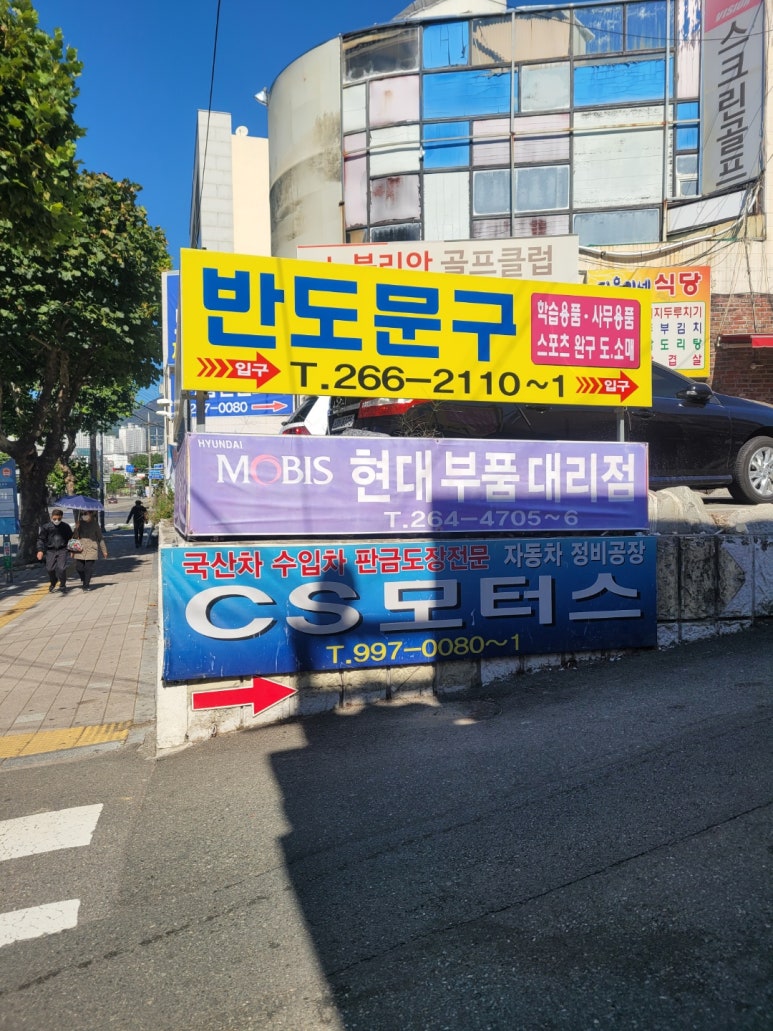 VISION
스크린골프
골프클럽
식당
반도문구
학습용품·사무용품
스포츠 완구 도.소매
입구
T.266-2110~1
입구
지두루치기
부김치
도리탕
겹살
HYUNDAI
MOBIS 현대부품대리점
T.264-4705~6
국산차 수입차 판금도장전문 자동차 정비공장
CS모터스
T.997-0080~1